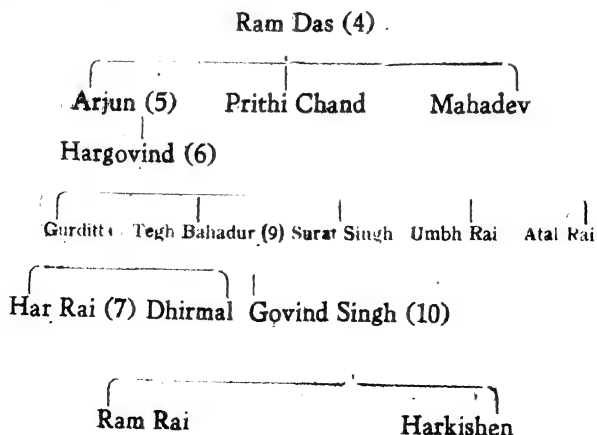 Ram Das (4)
Arjun (5) Prithi Chand Mahadev
Hargovind (6)
Tegh Bahadur (9) Surat Singh Umbh Rai Atal Rai
Har Rai (7) Dhirmal Govind Singh (10)
Ram Rai Harkishen